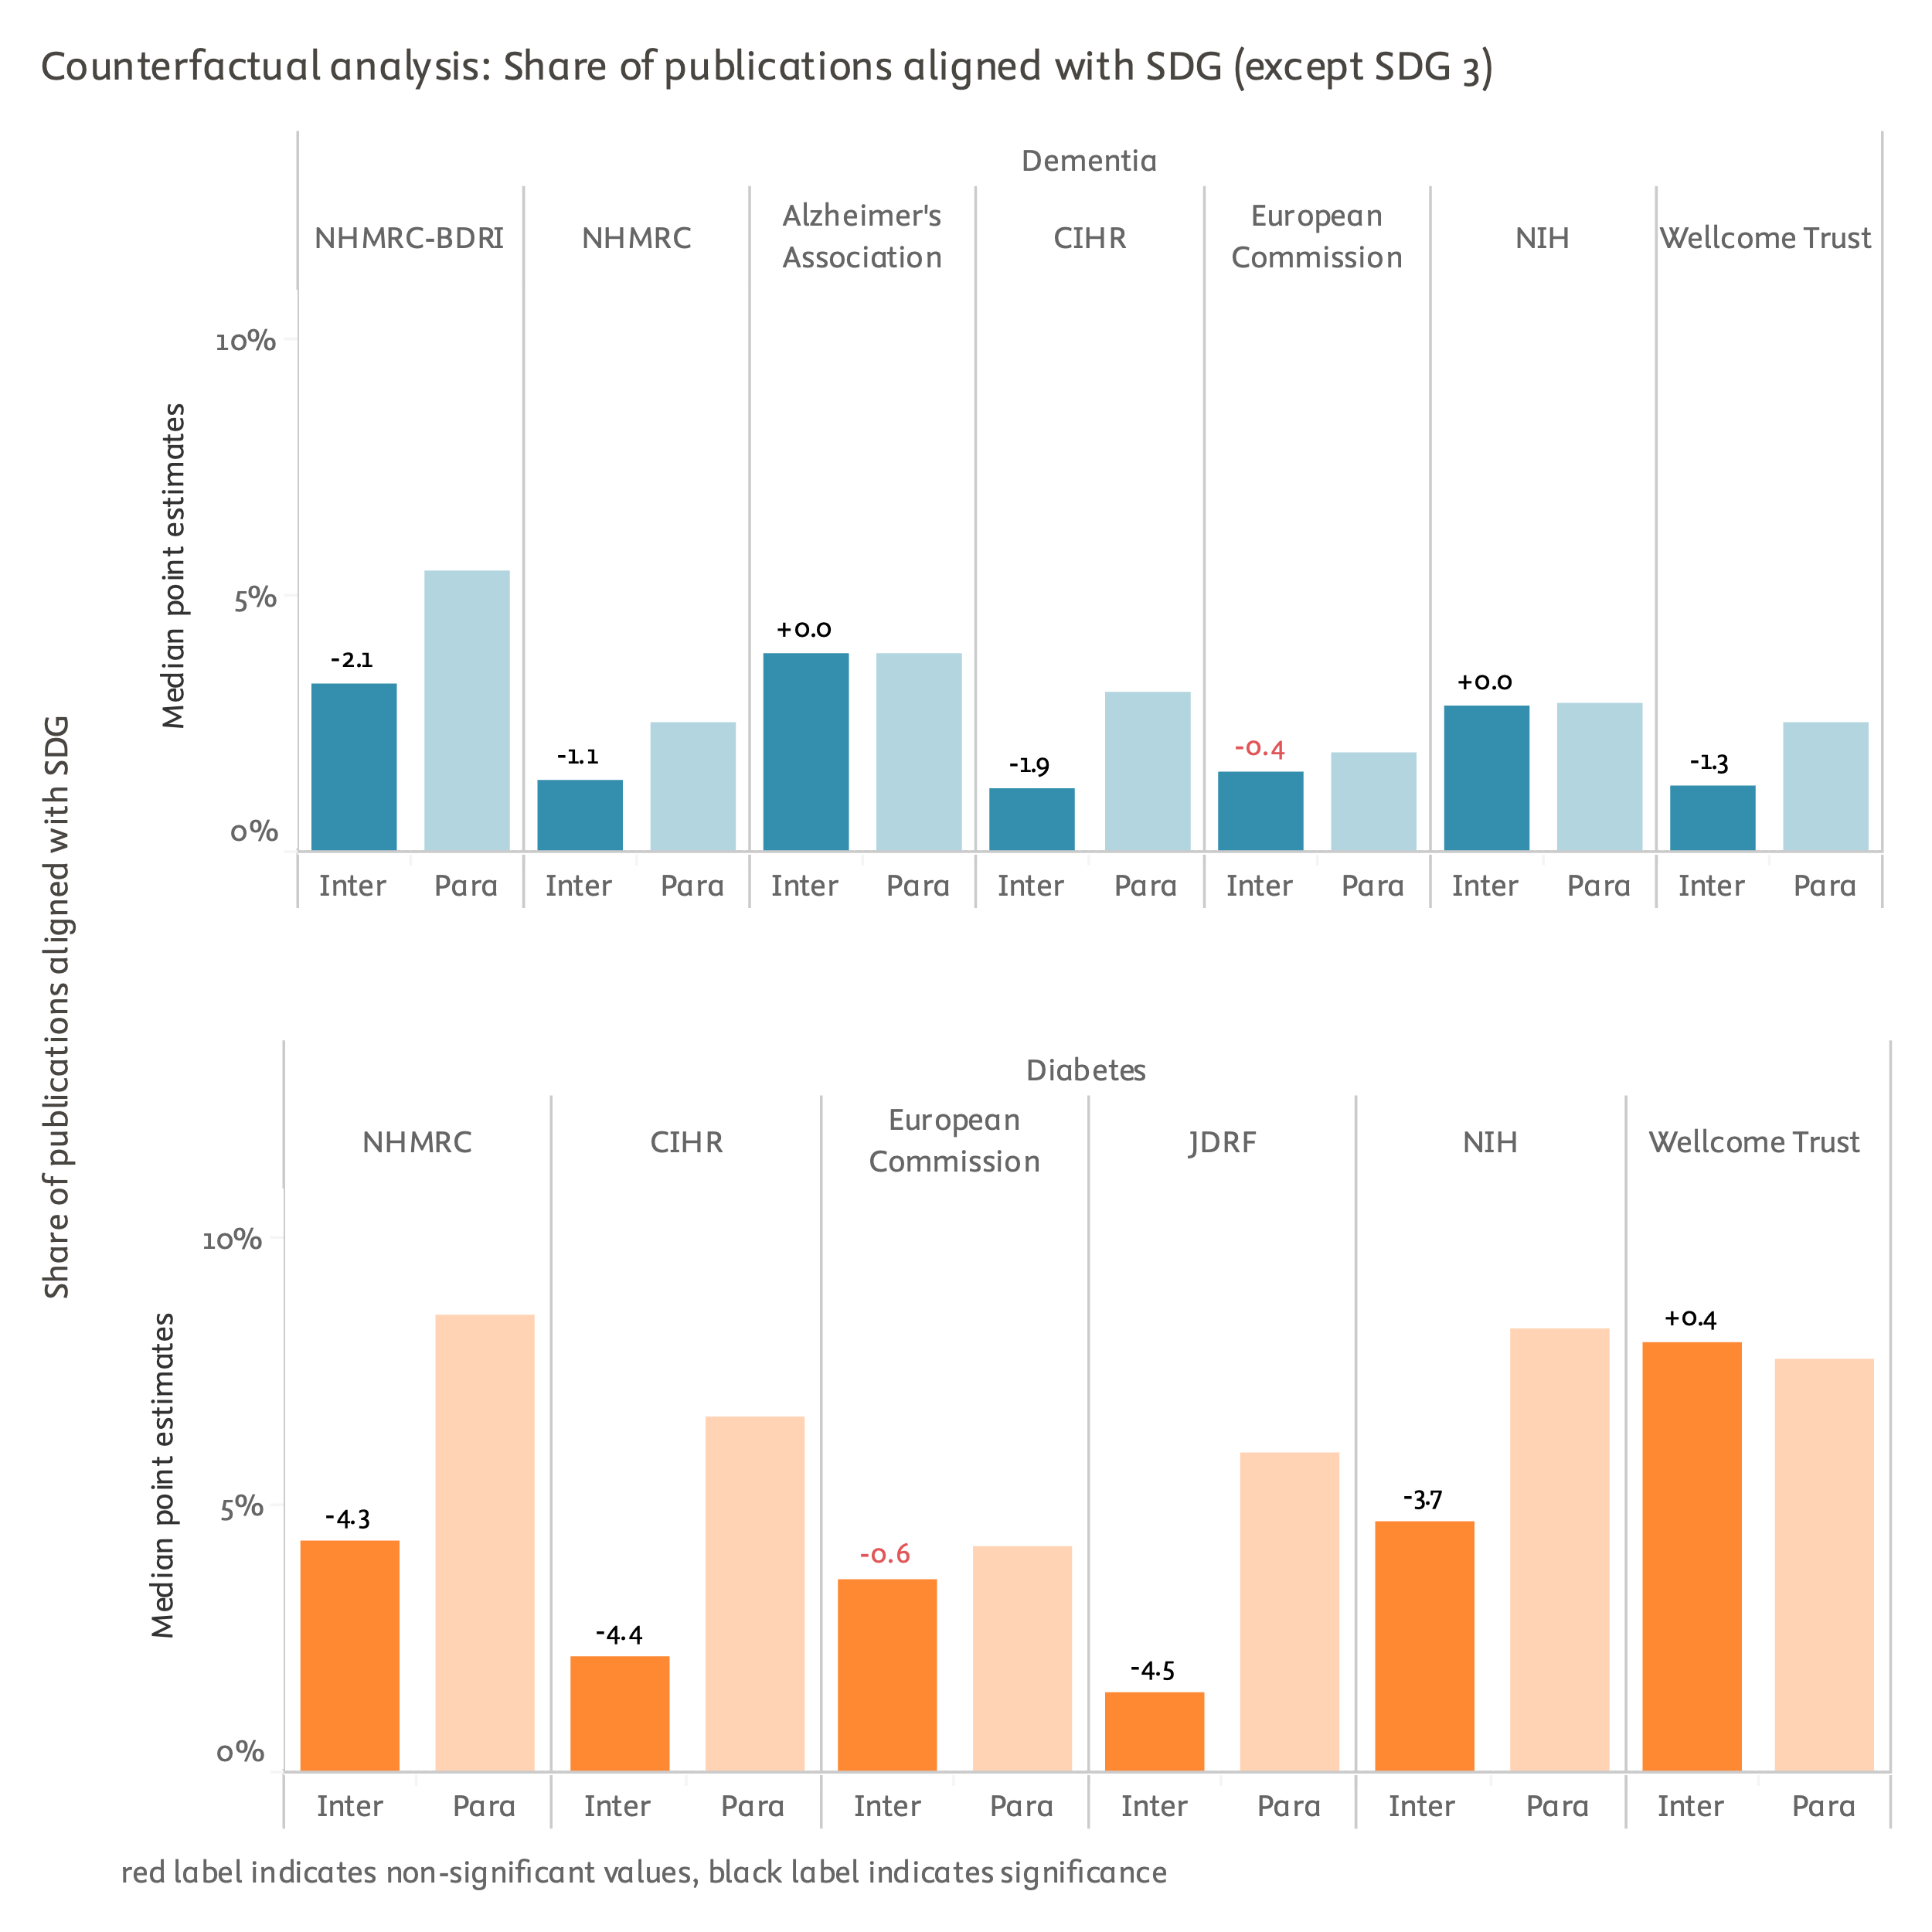 Counterfactual analysis: Share of publications aligned with SDG (except SDG 3)
Share of publications aligned with SDG
Dementia
NHMRC-BDRI
NHMRC
Alzheimer's
Association
CIHR
European
Commission
NIH
Wellcome Trust
Median point estimates
10%
5%
0%
-2.1
-1.1
+0.0
-1.9
-0.4
+0.0
-1.3
Inter Para Inter Para Inter Para Inter Para Inter Para Inter Para Inter Para
Diabetes
NHMRC
CIHR
European
Commission
JDRF
NIH
Wellcome Trust
Median point estimates
10%
5%
0%
-4.3
-4.4
-0.6
-4.5
-3.7
+0.4
Inter Para Inter Para Inter Para Inter Para Inter Para Inter Para
red label indicates non-significant values, black label indicates significance